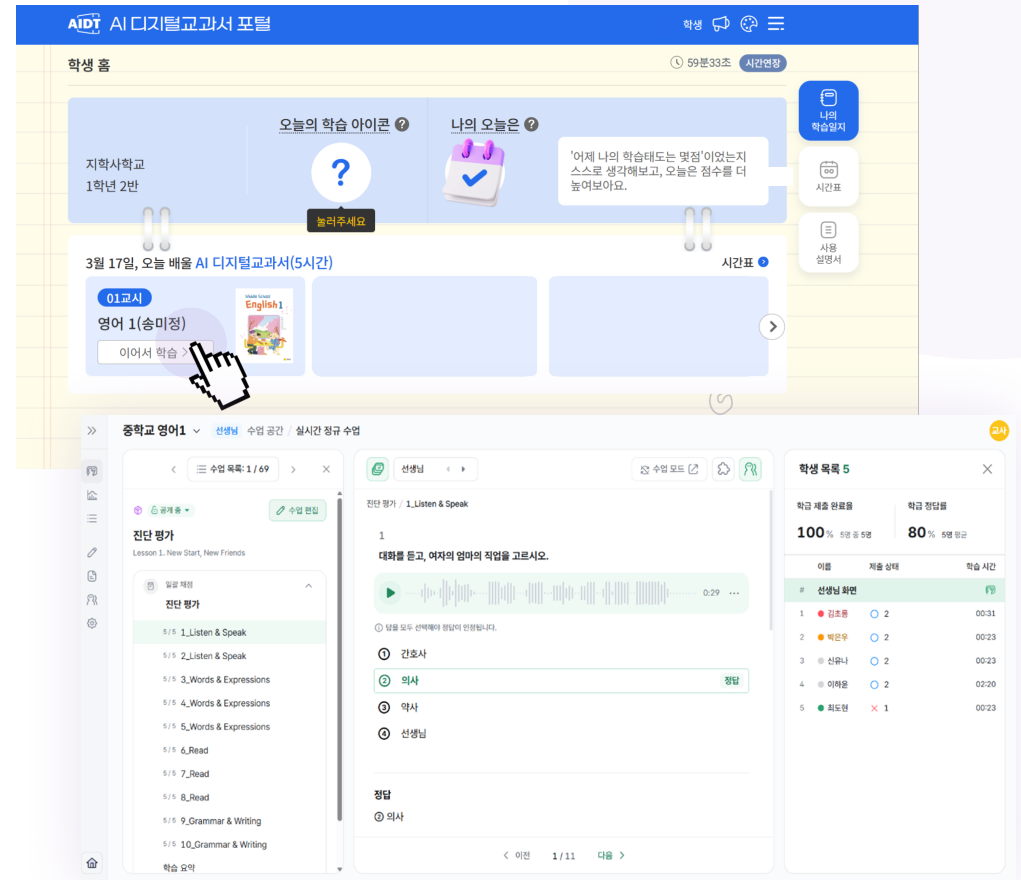 AIDT AI 디지털교과서 포털
학생
학생 홈
59분33초 시간연장
오늘의 학습 아이콘 ?
나의 오늘은 ?
지학사학교
1학년 2반
?
눌러주세요
'어제 나의 학습태도는 몇점'이었는지
스스로 생각해보고, 오늘은 점수를 더
높여보아요.
나의
학습일지
시간표
사용
설명서
3월 17일, 오늘 배울 AI 디지털교과서(5시간)
시간표
01교시
영어 1(송미정)
이어서 학습 >
English 1
중학교 영어1 선생님 수업 공간 / 실시간 정규 수업
교사
수업 목록: 1 / 69
공개 중
수업 편집
진단 평가
Lesson 1. New Start, New Friends
일괄 채점
진단 평가
5/5 1_Listen & Speak
5/5 2_Listen & Speak
5/5 3_Words & Expressions
5/5 4_Words & Expressions
5/5 5_Words & Expressions
5/5 6_Read
5/5 7_Read
5/5 8_Read
5/5 9_Grammar & Writing
5/5 10_Grammar & Writing
학습 요약
선생님
수업 모드
진단 평가 / 1_Listen & Speak
1
대화를 듣고, 여자의 엄마의 직업을 고르시오.
0:29
답을 모두 선택해야 정답이 인정됩니다.
① 간호사
② 의사 정답
③ 약사
④ 선생님
정답
② 의사
< 이전 1 / 11 다음 >
학생 목록 5
학급 제출 완료율 학급 정답률
100% 5명 중 5명 80% 5명 평균
이름 제출 상태 학습 시간
# 선생님 화면
1 김초롱 2 00:31
2 박은우 2 00:23
3 신유나 2 00:23
4 이하윤 2 02:20
5 최도현 1 00:23